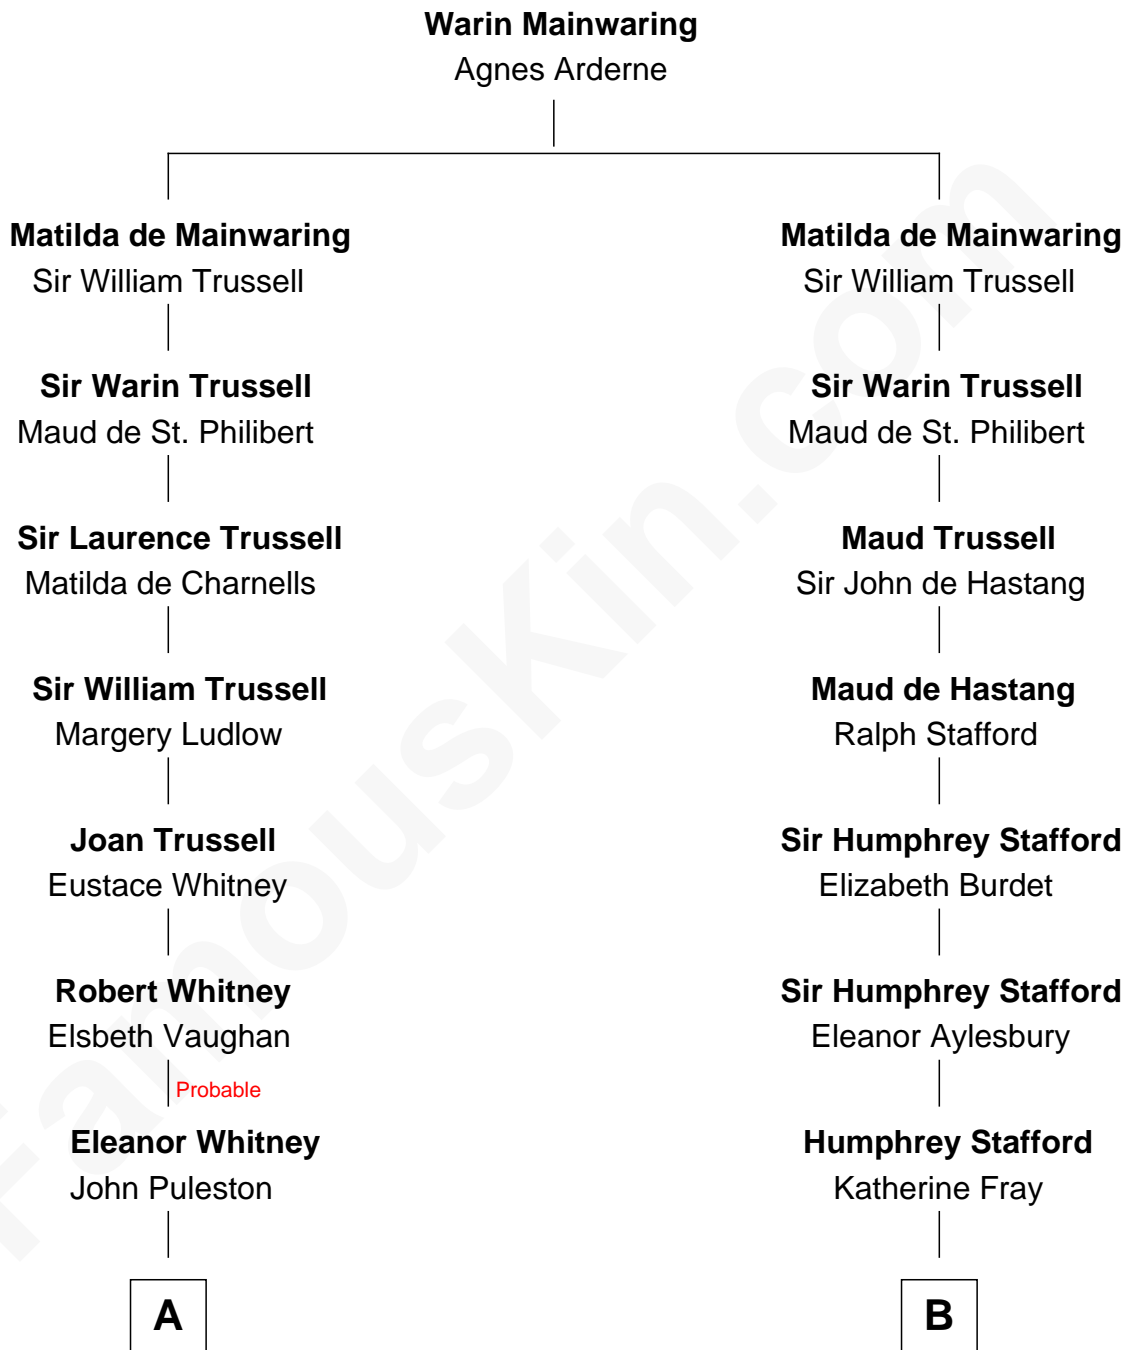 Warin Mainwaring
Agnes Arderne
Matilda de Mainwaring
Sir William Trussell
Sir Warin Trussell
Maud de St. Philibert
Sir Laurence Trussell
Matilda de Charnells
Sir William Trussell
Margery Ludlow
Joan Trussell
Eustace Whitney
Robert Whitney
Elsbeth Vaughan
Probable
Eleanor Whitney
John Puleston
A
Matilda de Mainwaring
Sir William Trussell
Sir Warin Trussell
Maud de St. Philibert
Maud Trussell
Sir John de Hastang
Maud de Hastang
Ralph Stafford
Sir Humphrey Stafford
Elizabeth Burdet
Sir Humphrey Stafford
Eleanor Aylesbury
Humphrey Stafford
Katherine Fray
B
FamousKin.com